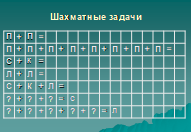 Шахматные задачи
П + П =
П + П + П + П + П + П + П + П =
С + К =
Л + Л =
С + К + Л =
? + ? + ? = С
? + ? + ? + ? + ? = Л